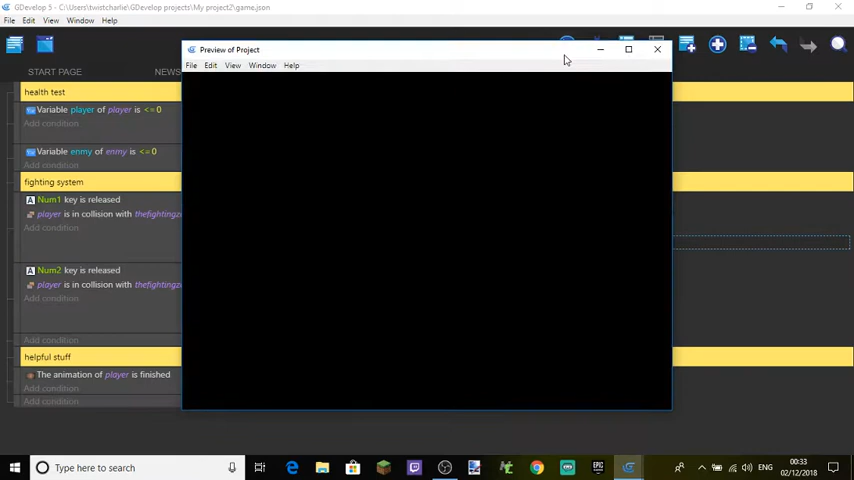 GDevelop 5 - C:\Users\twistcharlie\GDevelop projects\My project2\game.json
File Edit View Window Help
Preview of Project
File Edit View Window Help
START PAGE
NEWS
health test
Variable player of player is <= 0
Add condition
Variable enmy of enmy is <= 0
Add condition
fighting system
Num1 key is released
player is in collision with thefightingz
Add condition
Num2 key is released
player is in collision with thefightingz
Add condition
Add condition
helpful stuff
The animation of player is finished
Add condition
Add condition
Type here to search
EPIC
ENG
00:33
02/12/2018